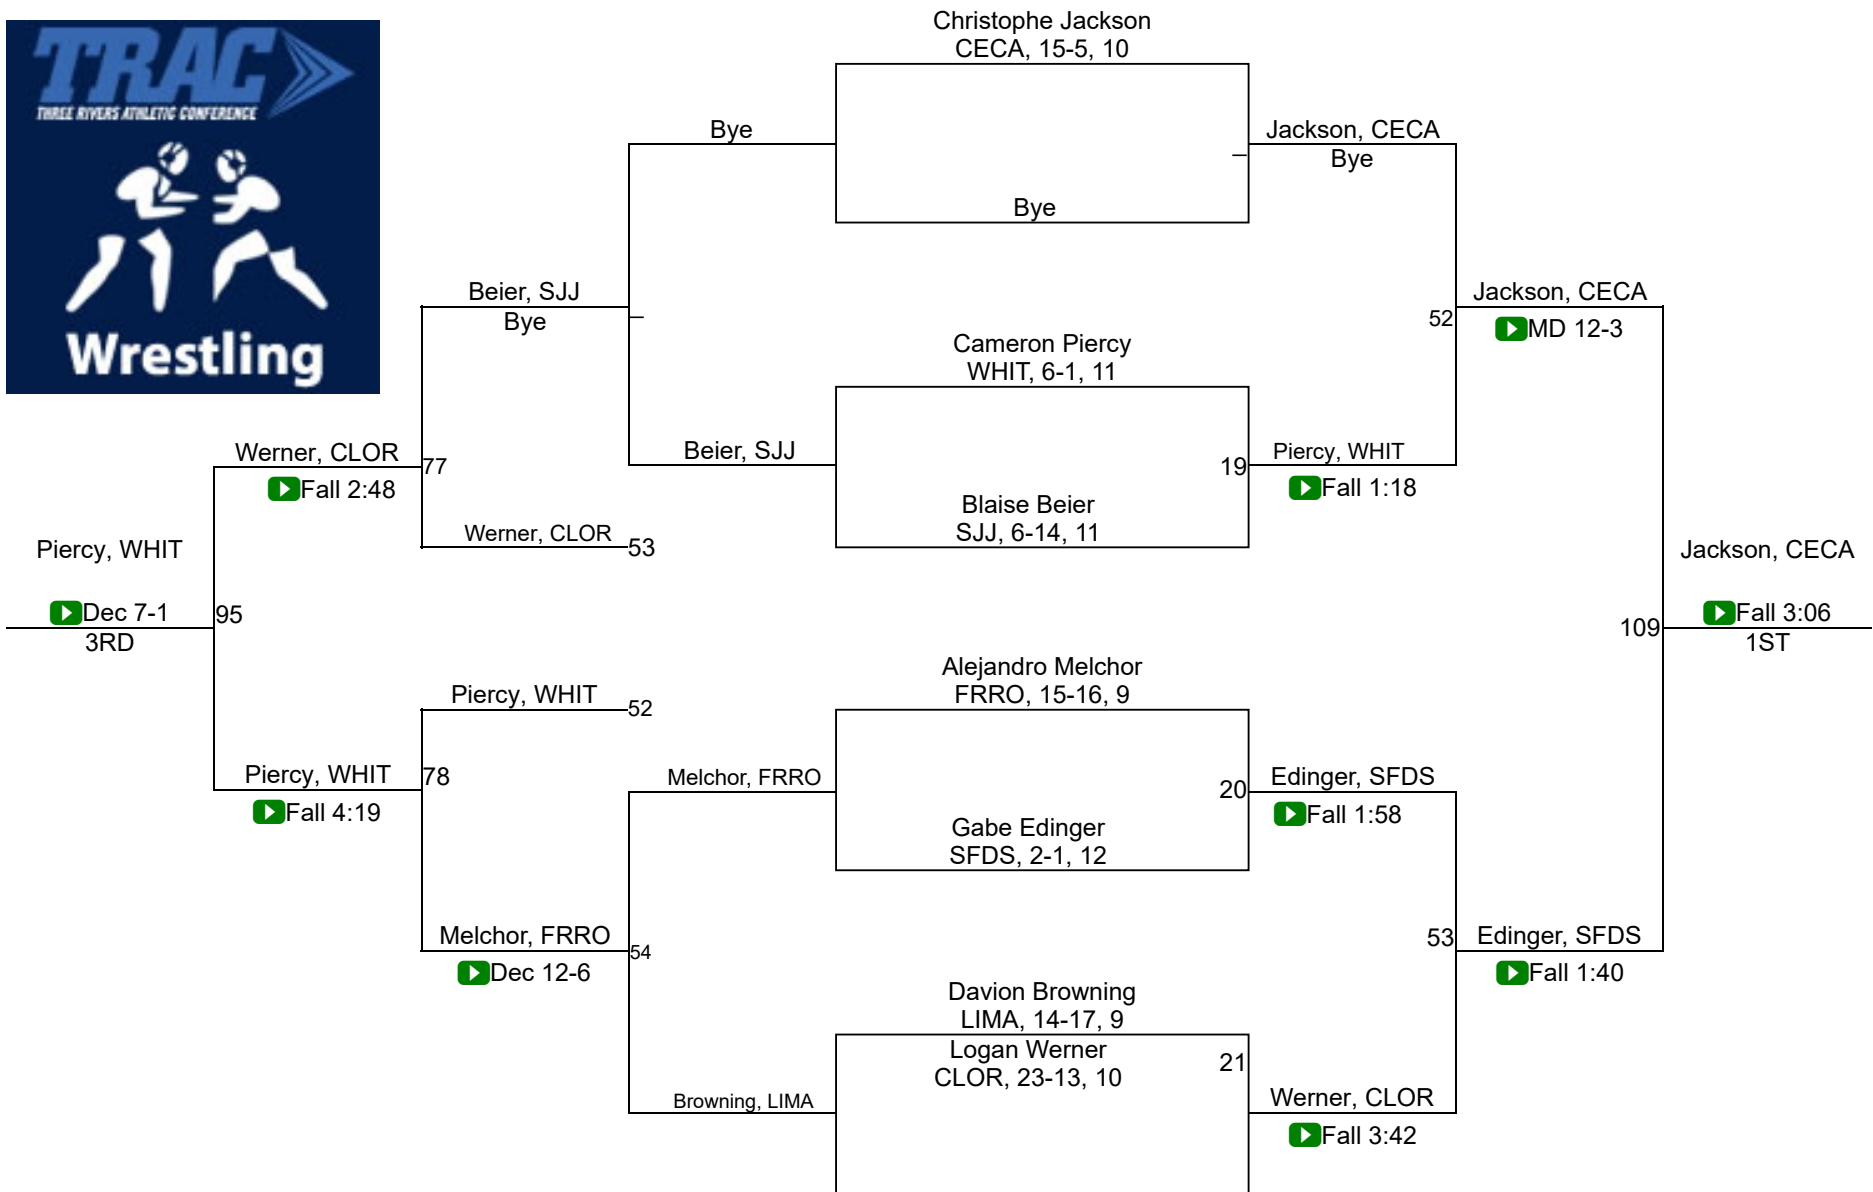 TRAC
THREE RIVERS ATHLETIC CONFERENCE
Wrestling
Christophe Jackson
CECA, 15-5, 10
Bye
Jackson, CECA
Bye
Bye
Beier, SJJ
Bye
Jackson, CECA
52
MD 12-3
Cameron Piercy
WHIT, 6-1, 11
Werner, CLOR
77
Fall 2:48
Beier, SJJ
19
Piercy, WHIT
Fall 1:18
Blaise Beier
SJJ, 6-14, 11
Werner, CLOR
53
Piercy, WHIT
Dec 7-1
95
3RD
Jackson, CECA
109
Fall 3:06
1ST
Alejandro Melchor
FRRO, 15-16, 9
Piercy, WHIT
52
Piercy, WHIT
78
Fall 4:19
Melchor, FRRO
20
Edinger, SFDS
Fall 1:58
Gabe Edinger
SFDS, 2-1, 12
Melchor, FRRO
54
Dec 12-6
53
Edinger, SFDS
Fall 1:40
Davion Browning
LIMA, 14-17, 9
Logan Werner
CLOR, 23-13, 10
21
Browning, LIMA
Werner, CLOR
Fall 3:42